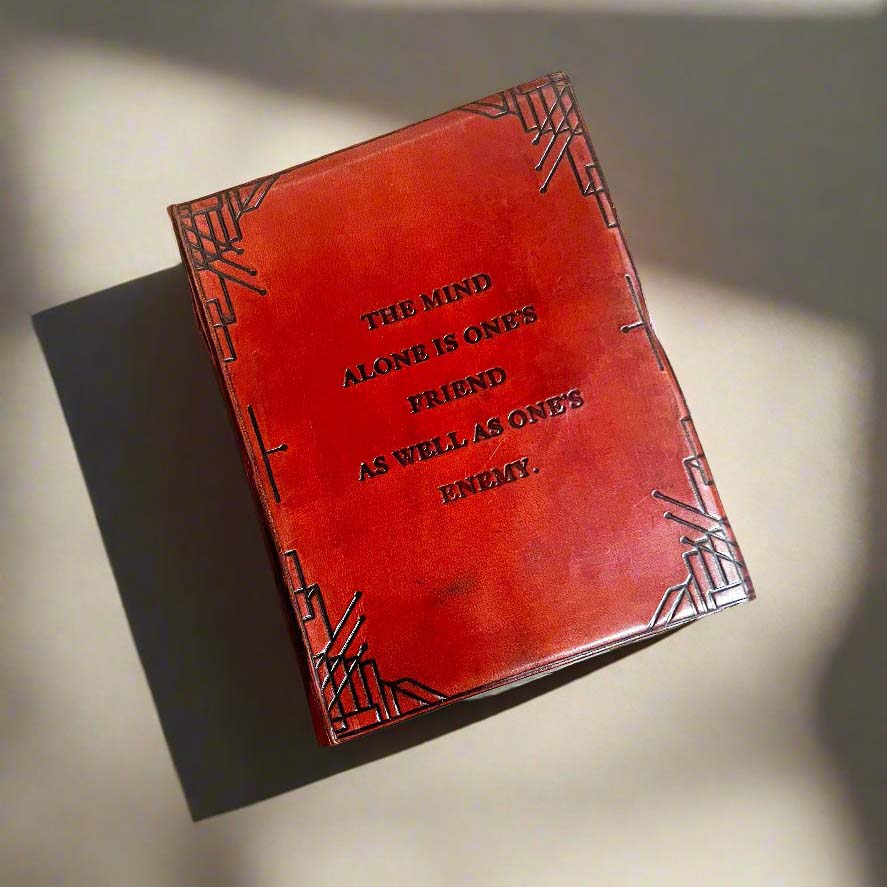 THE MIND
ALONE IS ONE'S
FRIEND
AS WELL AS ONE'S
ENEMY.